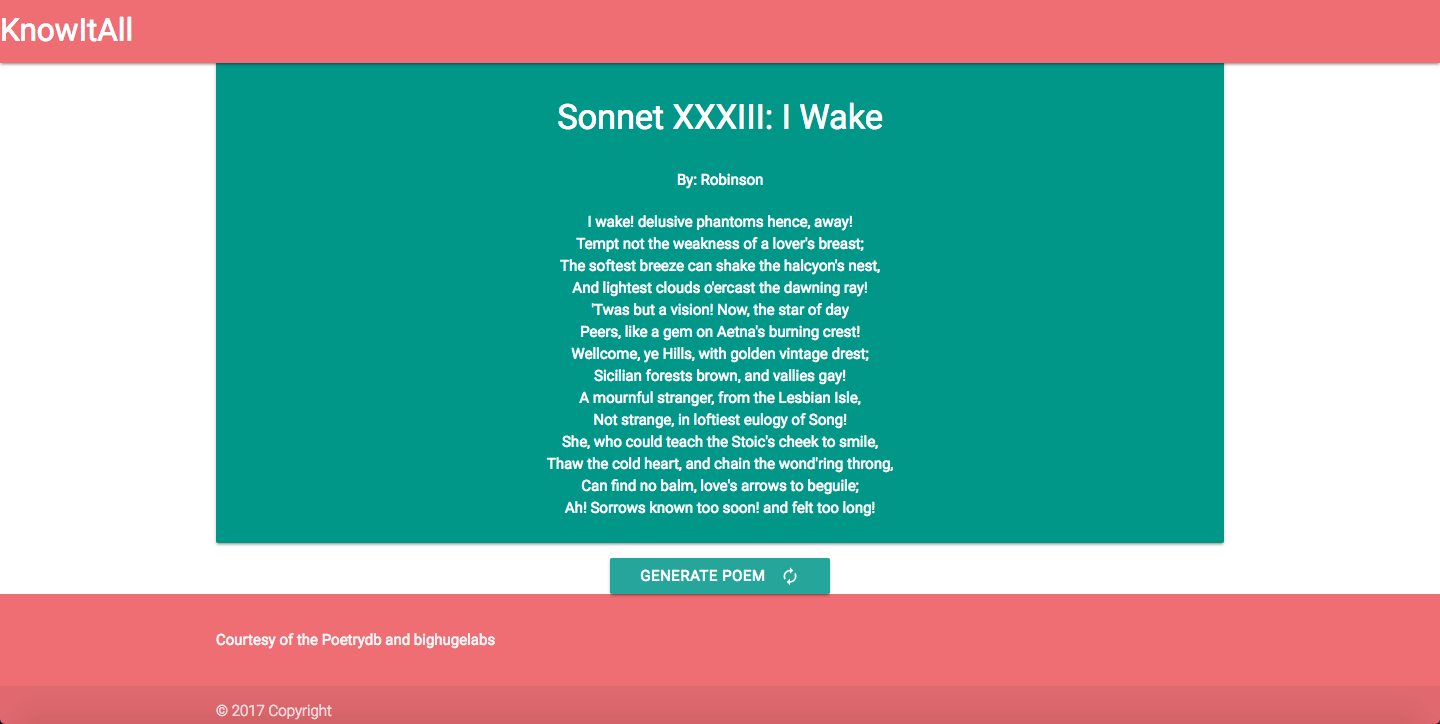 KnowItAll
Sonnet XXXIII: I Wake
By: Robinson
I wake! delusive phantoms hence, away!
Tempt not the weakness of a lover's breast;
The softest breeze can shake the halcyon's nest,
And lightest clouds o'ercast the dawning ray!
'Twas but a vision! Now, the star of day
Peers, like a gem on Aetna's burning crest!
Wellcome, ye Hills, with golden vintage drest;
Sicilian forests brown, and vallies gay!
A mournful stranger, from the Lesbian Isle,
Not strange, in loftiest eulogy of Song!
She, who could teach the Stoic's cheek to smile,
Thaw the cold heart, and chain the wond'ring throng,
Can find no balm, love's arrows to beguile;
Ah! Sorrows known too soon! and felt too long!
GENERATE POEM
Courtesy of the Poetrydb and bighugelabs
© 2017 Copyright